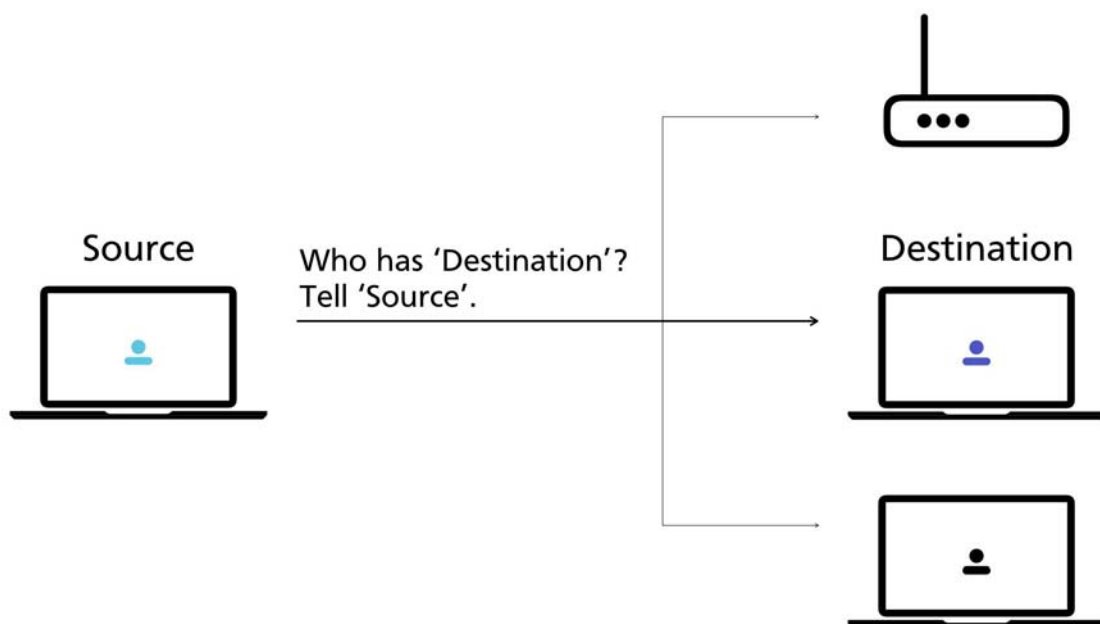 Source
Who has ‘Destination’?
Tell ‘Source’.
Destination